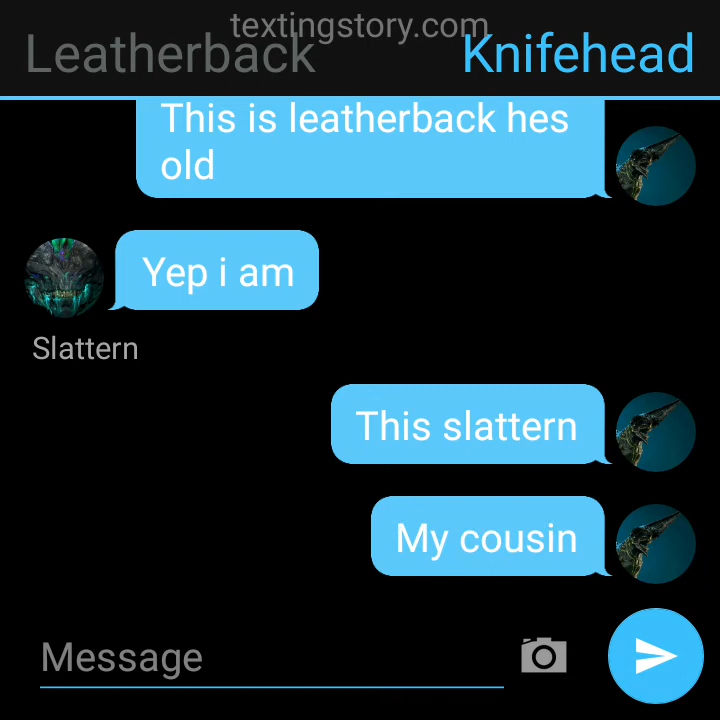 textingstory.com
Leatherback
Knifehead
This is leatherback hes
old
Yep i am
Slattern
This slattern
My cousin
Message